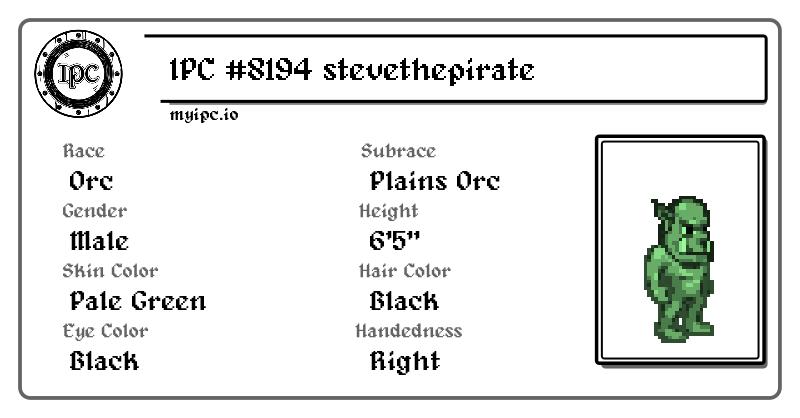 IPC
IPC #8194 stevethepirate
myipc.io
Race
Orc
Subrace
Plains Orc
Gender
Male
Height
6'5"
Skin Color
Pale Green
Hair Color
Black
Eye Color
Black
Handedness
Right